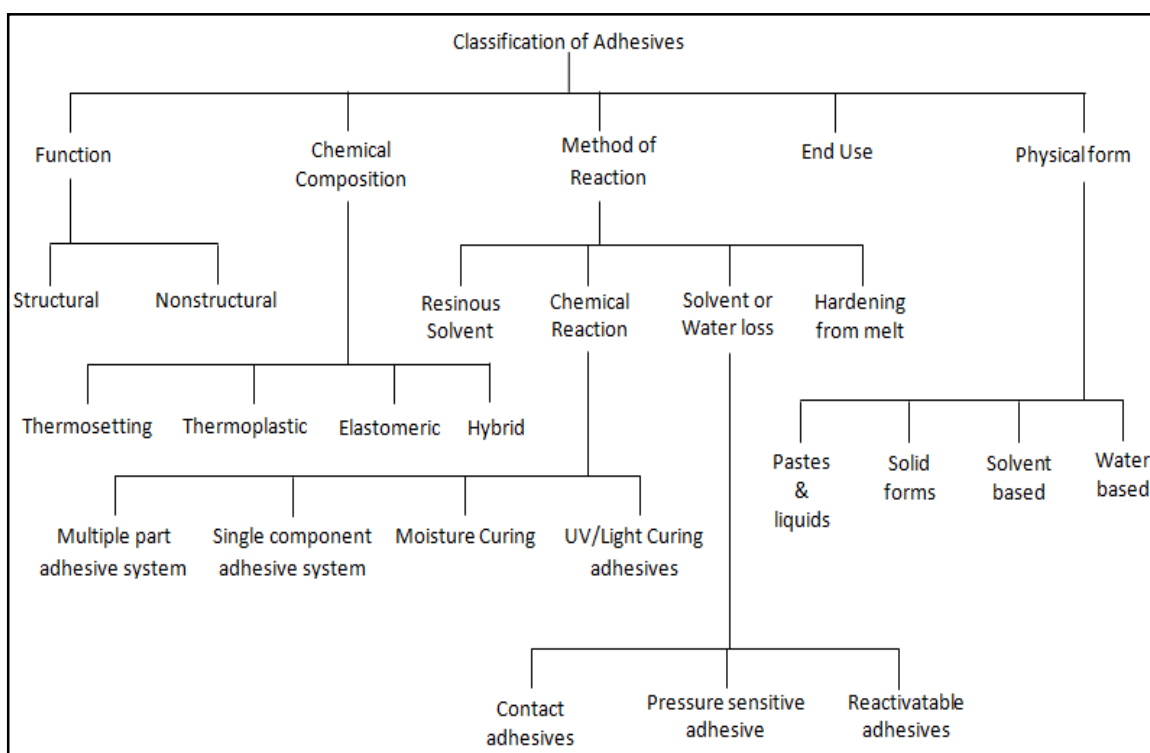 Classification of Adhesives
Function
Chemical
Composition
Method of
Reaction
End Use
Physical form
Structural
Nonstructural
Resinous
Solvent
Chemical
Reaction
Solvent or
Water loss
Hardening
from melt
Thermosetting
Thermoplastic
Elastomeric
Hybrid
Pastes
&
liquids
Solid
forms
Solvent
based
Water
based
Multiple part
adhesive system
Single component
adhesive system
Moisture Curing
UV/Light Curing
adhesives
Contact
adhesives
Pressure sensitive
adhesive
Reactivatable
adhesives